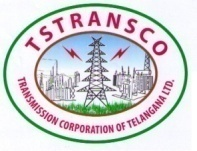 TSTRANSCO
TRANSMISSION CORPORATION OF TELANGANA LTD.